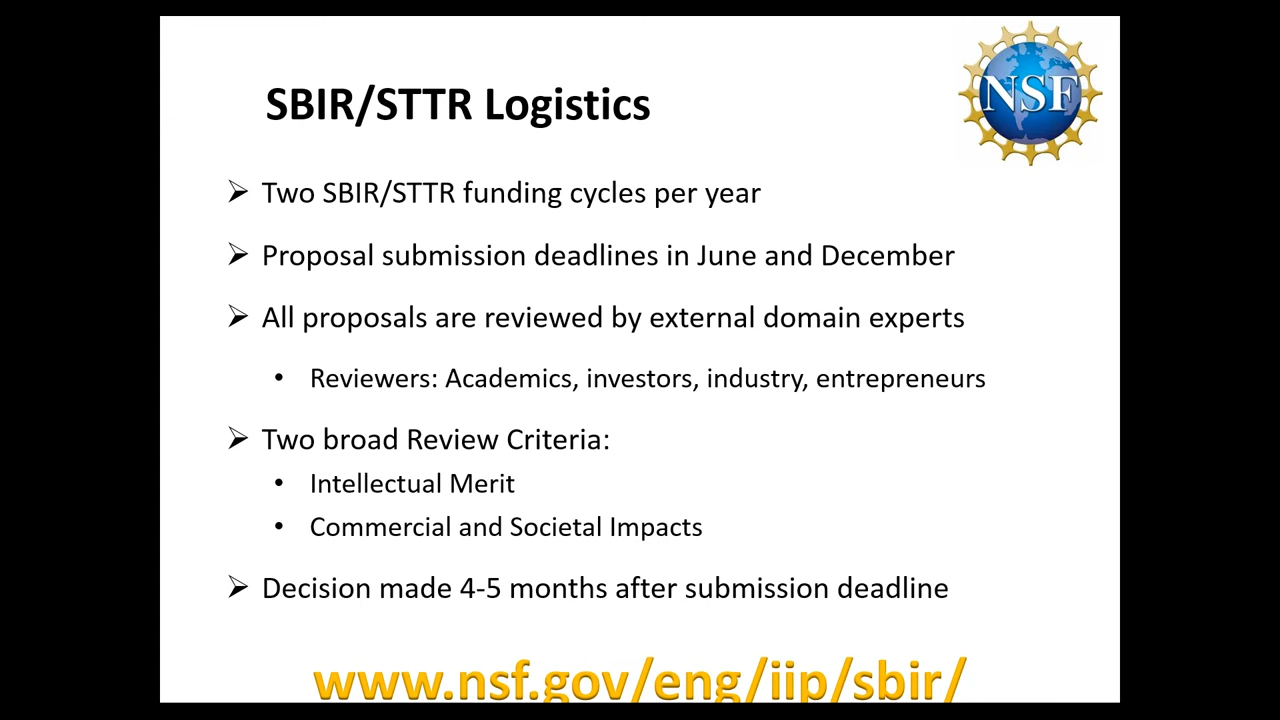 NSF
SBIR/STTR Logistics
➢ Two SBIR/STTR funding cycles per year
➢ Proposal submission deadlines in June and December
➢ All proposals are reviewed by external domain experts
• Reviewers: Academics, investors, industry, entrepreneurs
➢ Two broad Review Criteria:
• Intellectual Merit
• Commercial and Societal Impacts
➢ Decision made 4-5 months after submission deadline
www.nsf.gov/eng/iip/sbir/